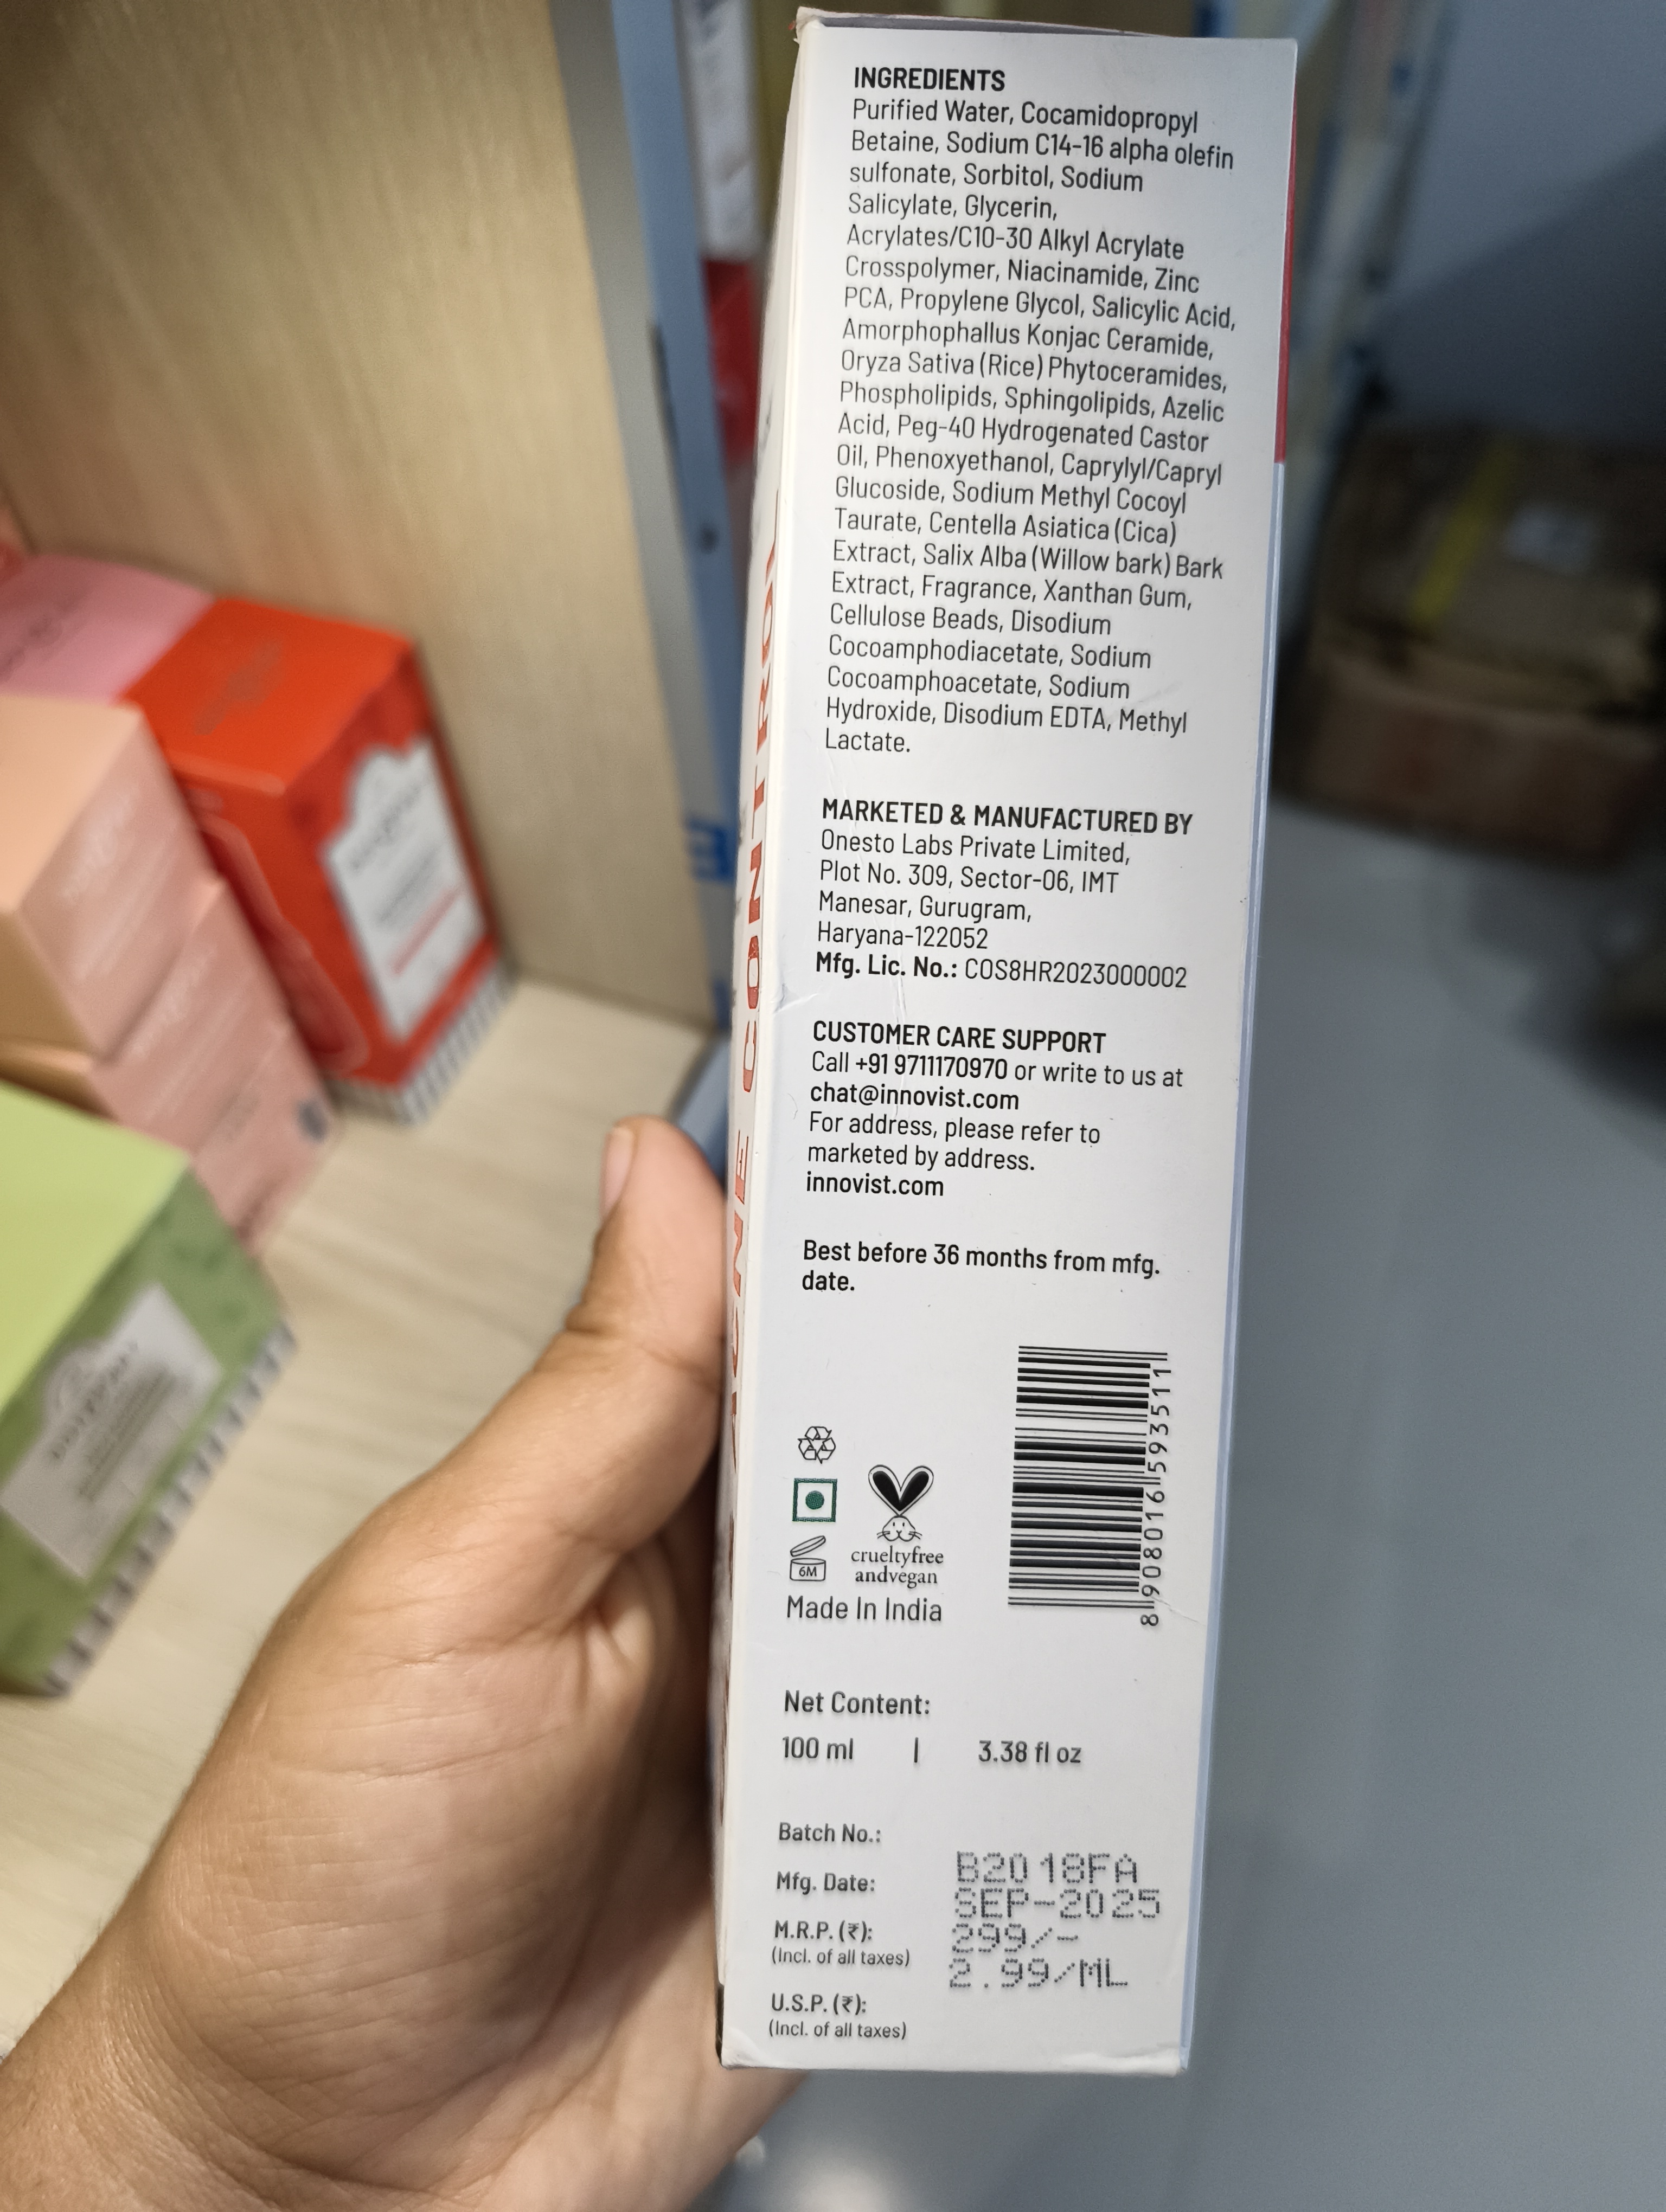 INGREDIENTS
Purified Water, Cocamidopropyl
Betaine, Sodium C14-16 alpha olefin
sulfonate, Sorbitol, Sodium
Salicylate, Glycerin,
Acrylates/C10-30 Alkyl Acrylate
Crosspolymer, Niacinamide, Zinc
PCA, Propylene Glycol, Salicylic Acid,
Amorphophallus Konjac Ceramide,
Oryza Sativa (Rice) Phytoceramides,
Phospholipids, Sphingolipids, Azelic
Acid, Peg-40 Hydrogenated Castor
Oil, Phenoxyethanol, Caprylyl/Capryl
Glucoside, Sodium Methyl Cocoyl
Taurate, Centella Asiatica (Cica)
Extract, Salix Alba (Willow bark) Bark
Extract, Fragrance, Xanthan Gum,
Cellulose Beads, Disodium
Cocoamphodiacetate, Sodium
Cocoamphoacetate, Sodium
Hydroxide, Disodium EDTA, Methyl
Lactate.
MARKETED & MANUFACTURED BY
Onesto Labs Private Limited,
Plot No. 309, Sector-06, IMT
Manesar, Gurugram,
Haryana-122052
Mfg. Lic. No.: COS8HR2023000002
CUSTOMER CARE SUPPORT
Call +91 9711170970 or write to us at
chat@innovist.com
For address, please refer to
marketed by address.
innovist.com
Best before 36 months from mfg.
date.
8 908016 593511
6M
crueltyfree
andvegan
Made In India
Net Content:
100 ml | 3.38 fl oz
Batch No.: B2018FA
Mfg. Date: SEP-2025
M.R.P. (₹): 299/-
(Incl. of all taxes) 2.99/ML
U.S.P. (₹):
(Incl. of all taxes)
ACNE CONTROL